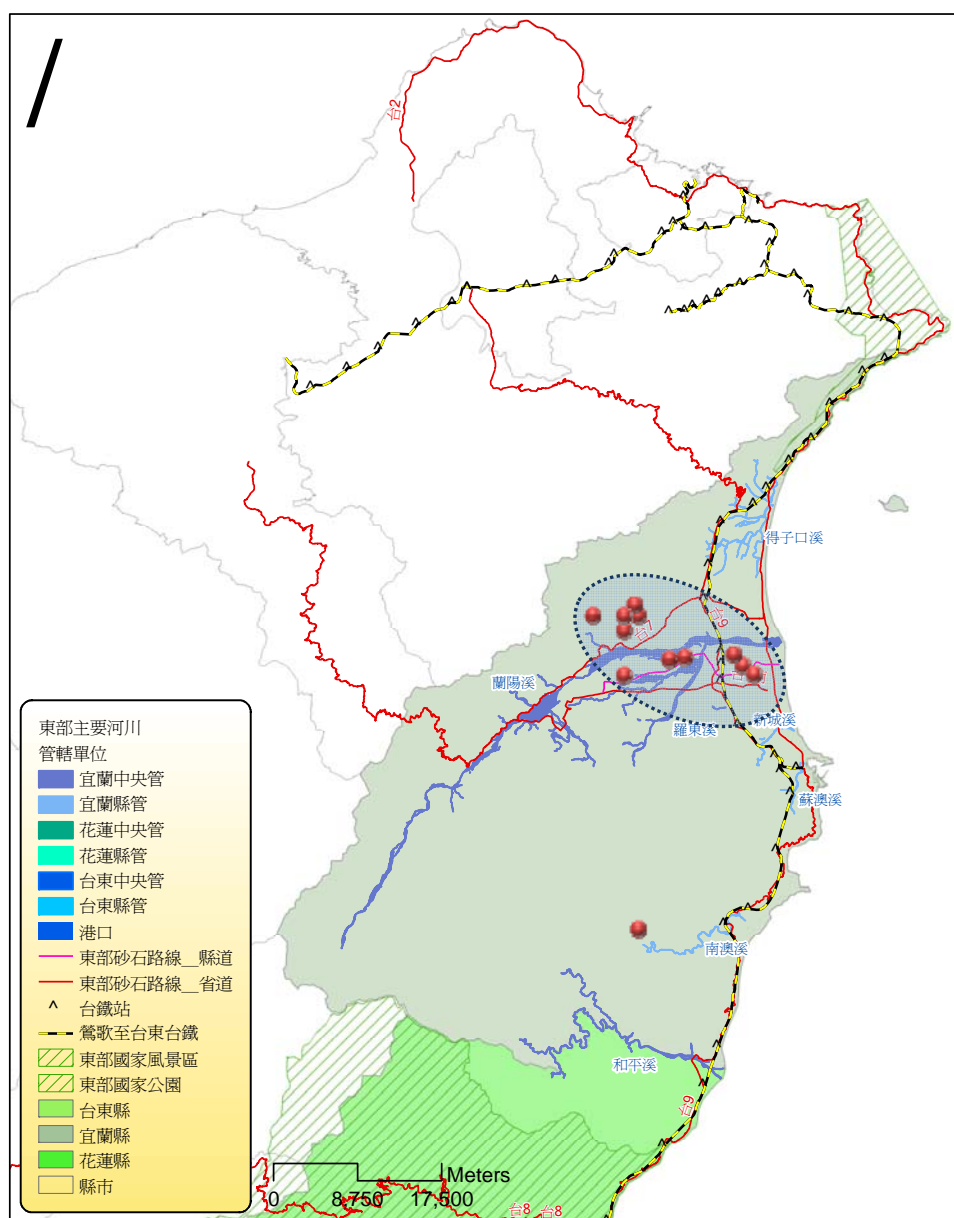 /
台2
得子口溪
台7
台9
蘭陽溪
羅東溪
新城溪
蘇澳溪
南澳溪
和平溪
台9
台8 台8
東部主要河川
管轄單位
宜蘭中央管
宜蘭縣管
花蓮中央管
花蓮縣管
台東中央管
台東縣管
港口
東部砂石路線__縣道
東部砂石路線__省道
台鐵站
鶯歌至台東台鐵
東部國家風景區
東部國家公園
台東縣
宜蘭縣
花蓮縣
縣市
Meters
0 8,750 17,500